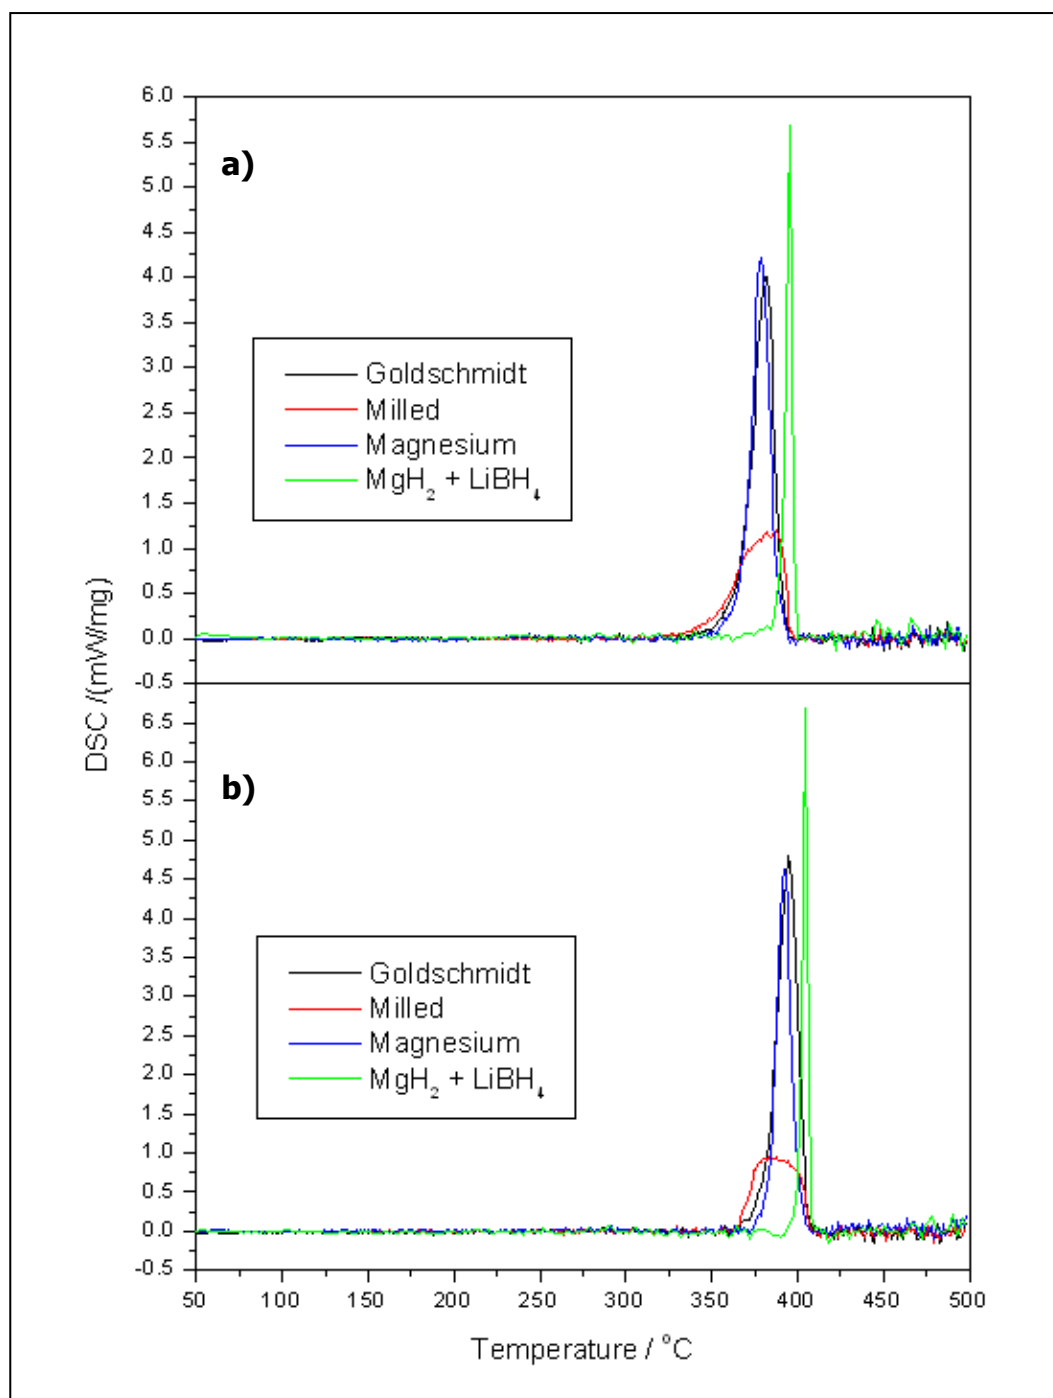 6.0
5.5
a)
5.0
4.5
4.0
3.5
3.0
2.5
2.0
1.5
1.0
0.5
0.0
-0.5
Goldschmidt
Milled
Magnesium
MgH₂ + LiBH₄
DSC /(mW/mg)
6.5
6.0
b)
5.5
5.0
4.5
4.0
3.5
3.0
2.5
2.0
1.5
1.0
0.5
0.0
-0.5
Goldschmidt
Milled
Magnesium
MgH₂ + LiBH₄
50 100 150 200 250 300 350 400 450 500
Temperature / °C